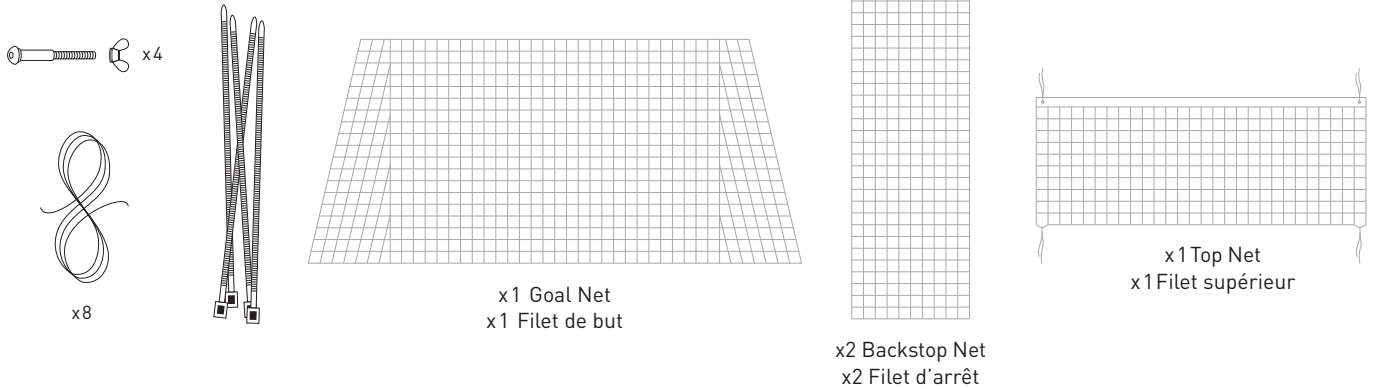 x4
x8
x1 Goal Net
x1 Filet de but
x2 Backstop Net
x2 Filet d'arrêt
x1 Top Net
x1 Filet supérieur